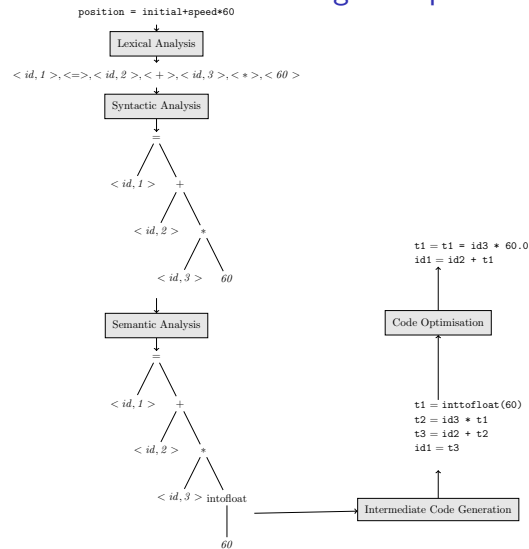 position = initial+speed*60
Lexical Analysis
< id, 1 >,<=>,< id, 2 >,< + >,< id, 3 >,< * >,< 60 >
Syntactic Analysis
=
< id, 1 > +
< id, 2 > *
< id, 3 > 60
Semantic Analysis
=
< id, 1 > +
< id, 2 > *
< id, 3 > intofloat
60
Intermediate Code Generation
t1 = inttofloat(60)
t2 = id3 * t1
t3 = id2 + t2
id1 = t3
Code Optimisation
t1 = t1 = id3 * 60.0
id1 = id2 + t1